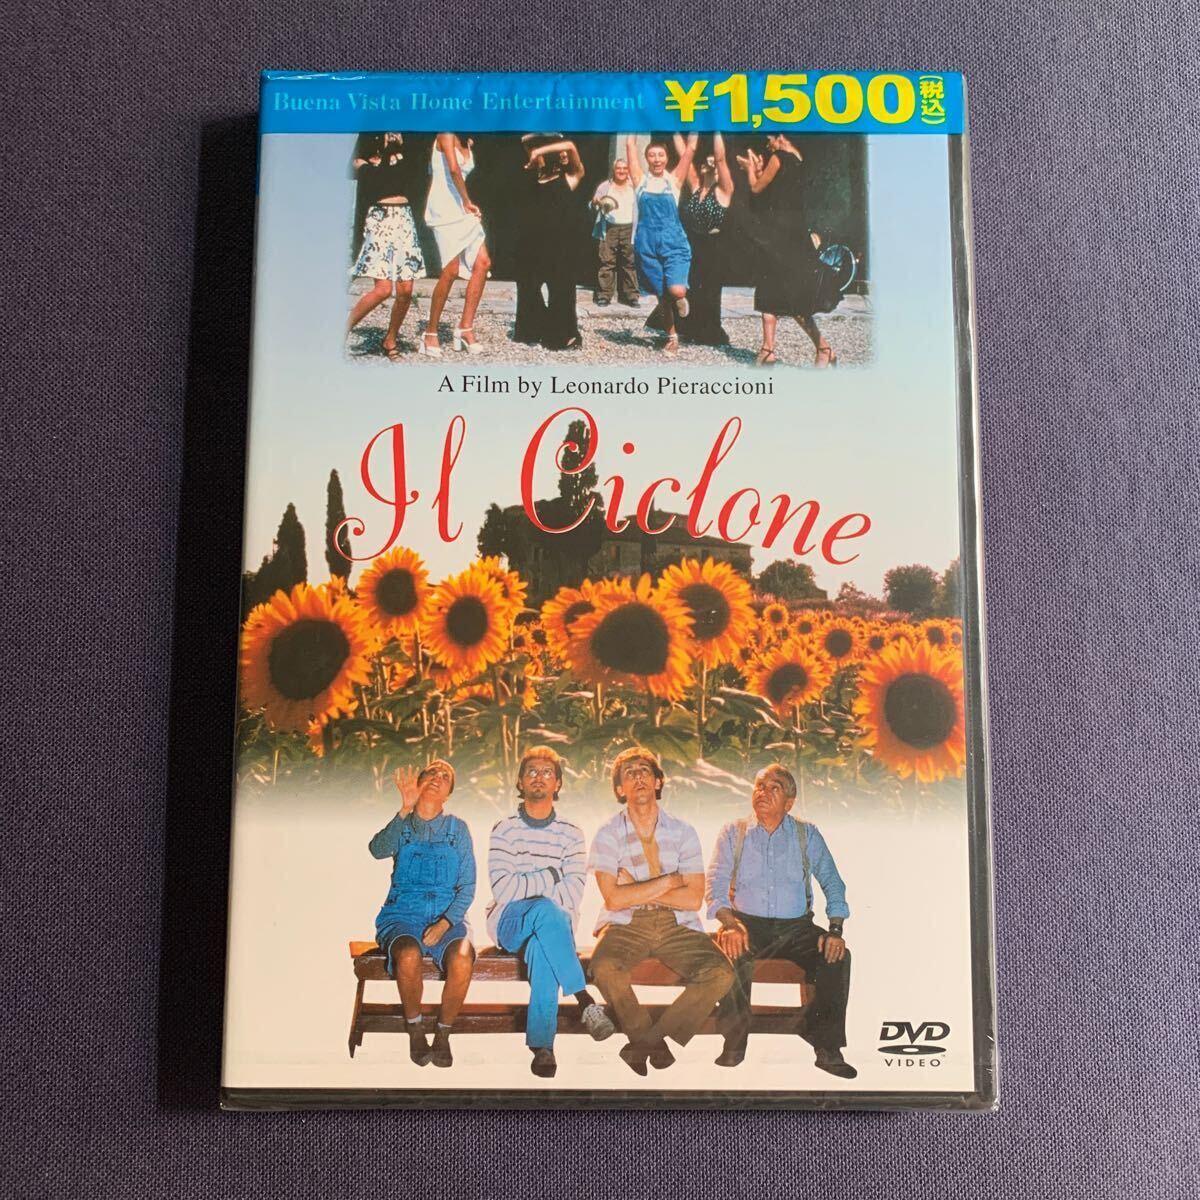 Buena Vista Home Entertainment ¥1,500(税込)
A Film by Leonardo Pieraccioni
Il Ciclone
DVD
VIDEO